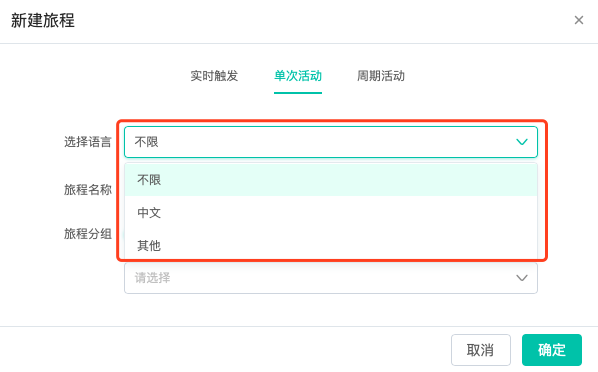 新建旅程
实时触发 单次活动 周期活动
选择语言 不限
不限
旅程名称
中文
旅程分组
其他
请选择
取消 确定